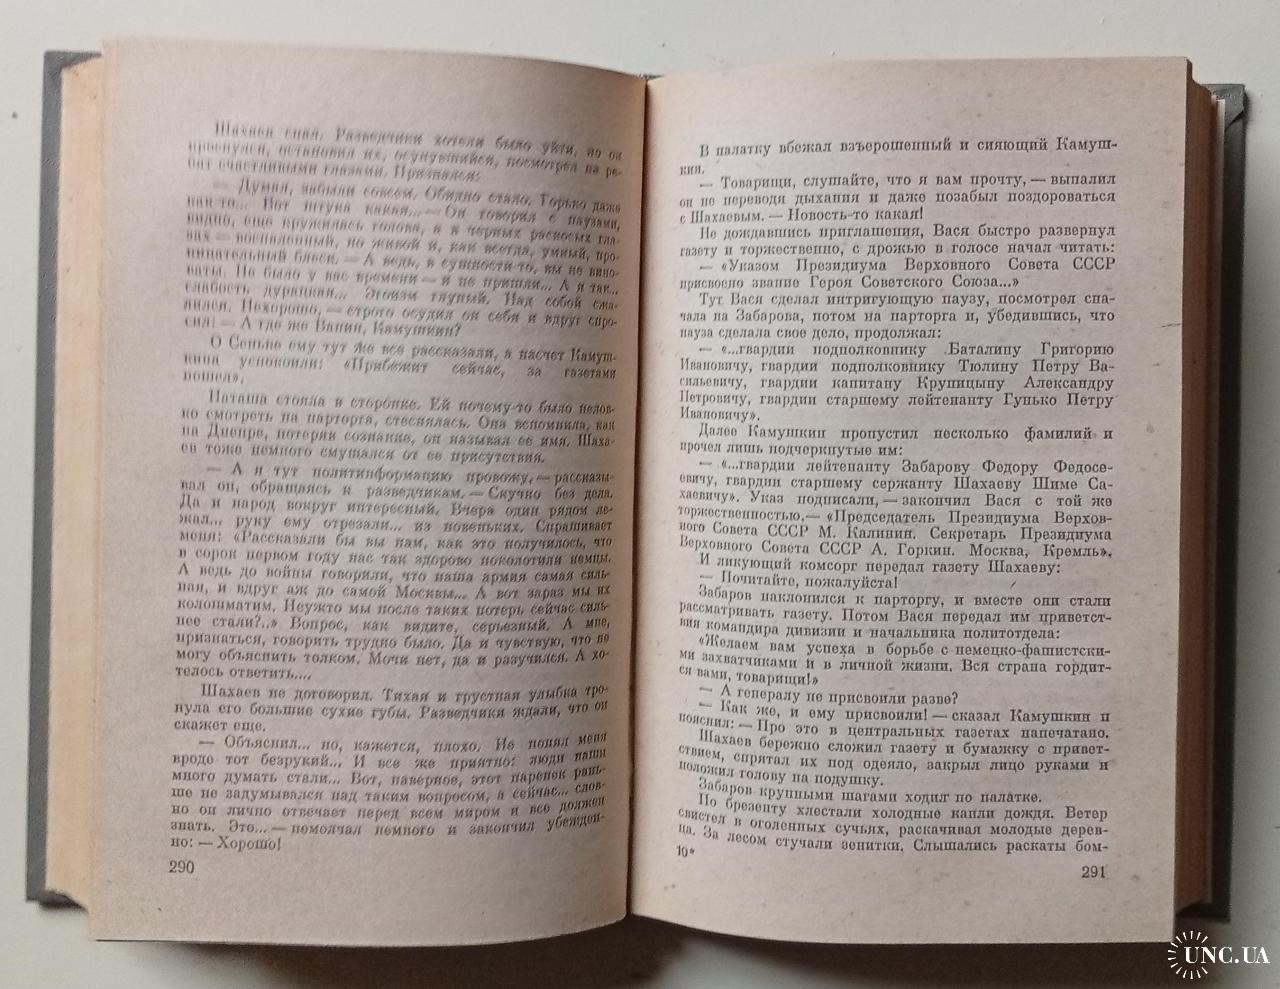 Шахаев спал. Разведчики хотели было уйти, но он
проснулся, остановил их, осунувшийся, посмотрел на ре-
бят счастливыми глазами. Признался:
— Думал, забыли совсем. Обидно стало. Горько даже
как-то... Вот штука какая... — Он говорил с паузами,
видно, еще кружилась голова, а в черных раскосых гла-
зах — воспаленный, но живой и, как всегда, умный, про-
ницательный блеск. — А ведь, в сущности-то, вы не вино-
ваты. Не было у вас времени — и не пришли... А я так...
слабость дурацкая... Эгоизм глупый. Над собой сжа-
лился. Нехорошо, — строго осудил он себя и вдруг спро-
сил: — А где же Ванин, Камушкин?
О Сеньке ему тут же все рассказали, а насчет Камуш-
кина успокоили: «Прибежит сейчас, за газетами
пошел».
Наташа стояла в сторонке. Ей почему-то было нелов-
ко смотреть на парторга, стеснялась. Она вспомнила, как
на Днепре, потеряв сознание, он называл ее имя. Шаха-
ев тоже немного смущался от ее присутствия.
— А я тут политинформацию провожу, — рассказы-
вал он, обращаясь к разведчикам. — Скучно без дела.
Да и народ вокруг интересный. Вчера один рядом ле-
жал... руку ему отрезали... из новеньких. Спрашивает
меня: «Рассказали бы вы нам, как это получилось, что
в сорок первом году нас так здорово поколотили немцы.
А ведь до войны говорили, что наша армия самая силь-
ная, и вдруг аж до самой Москвы... А вот зараз мы их
колошматим. Неужто мы после таких потерь сейчас силь-
нее стали?..» Вопрос, как видите, серьезный. А мне,
признаться, говорить трудно было. Да и чувствую, что не
могу объяснить толком. Мочи нет, да и разучился. А хо-
телось ответить...
Шахаев не договорил. Тихая и грустная улыбка тро-
нула его большие сухие губы. Разведчики ждали, что он
скажет еще.
— Объяснил... но, кажется, плохо. Не понял меня
вроде тот безрукий... И все же приятно: люди наши
много думать стали... Вот, наверное, этот паренек рань-
ше не задумывался над таким вопросом, а сейчас... слов-
но он лично отвечает перед всем миром и все должен
знать. Это... — помолчал немного и закончил убежден-
но: — Хорошо!
290
В палатку вбежал взъерошенный и сияющий Камуш-
кин.
— Товарищи, слушайте, что я вам прочту, — выпалил
он не переводя дыхания и даже позабыл поздороваться
с Шахаевым. — Новость-то какая!
Не дождавшись приглашения, Вася быстро развернул
газету и торжественно, с дрожью в голосе начал читать:
— «Указом Президиума Верховного Совета СССР
присвоено звание Героя Советского Союза...»
Тут Вася сделал интригующую паузу, посмотрел сна-
чала на Забарова, потом на парторга и, убедившись, что
пауза сделала свое дело, продолжал:
— «...гвардии подполковнику Баталину Григорию
Ивановичу, гвардии подполковнику Тюлину Петру Ва-
сильевичу, гвардии капитану Крупицыну Александру
Петровичу, гвардии старшему лейтенанту Гунько Петру
Ивановичу».
Далее Камушкин пропустил несколько фамилий и
прочел лишь подчеркнутые им:
— «...гвардии лейтенанту Забарову Федору Федосе-
евичу, гвардии старшему сержанту Шахаеву Шиме Са-
хаевичу». Указ подписали, — закончил Вася с той же
торжественностью,— «Председатель Президиума Верхов-
ного Совета СССР М. Калинин. Секретарь Президиума
Верховного Совета СССР А. Горкин. Москва, Кремль».
И ликующий комсорг передал газету Шахаеву:
— Почитайте, пожалуйста!
Забаров наклонился к парторгу, и вместе они стали
рассматривать газету. Потом Вася передал им приветст-
вия командира дивизии и начальника политотдела:
«Желаем вам успеха в борьбе с немецко-фашистски-
ми захватчиками и в личной жизни. Вся страна гордит-
ся вами, товарищи!»
— А генералу не присвоили разве?
— Как же, и ему присвоили! — сказал Камушкин и
пояснил: — Про это в центральных газетах напечатано.
Шахаев бережно сложил газету и бумажку с привет-
ствием, спрятал их под одеяло, закрыл лицо руками и
положил голову на подушку.
Забаров крупными шагами ходил по палатке.
По брезенту хлестали холодные капли дождя. Ветер
свистел в оголенных сучьях, раскачивая молодые дерев-
ца. За лесом стучали зенитки. Слышались раскаты бом-
10*
291
UNC.UA